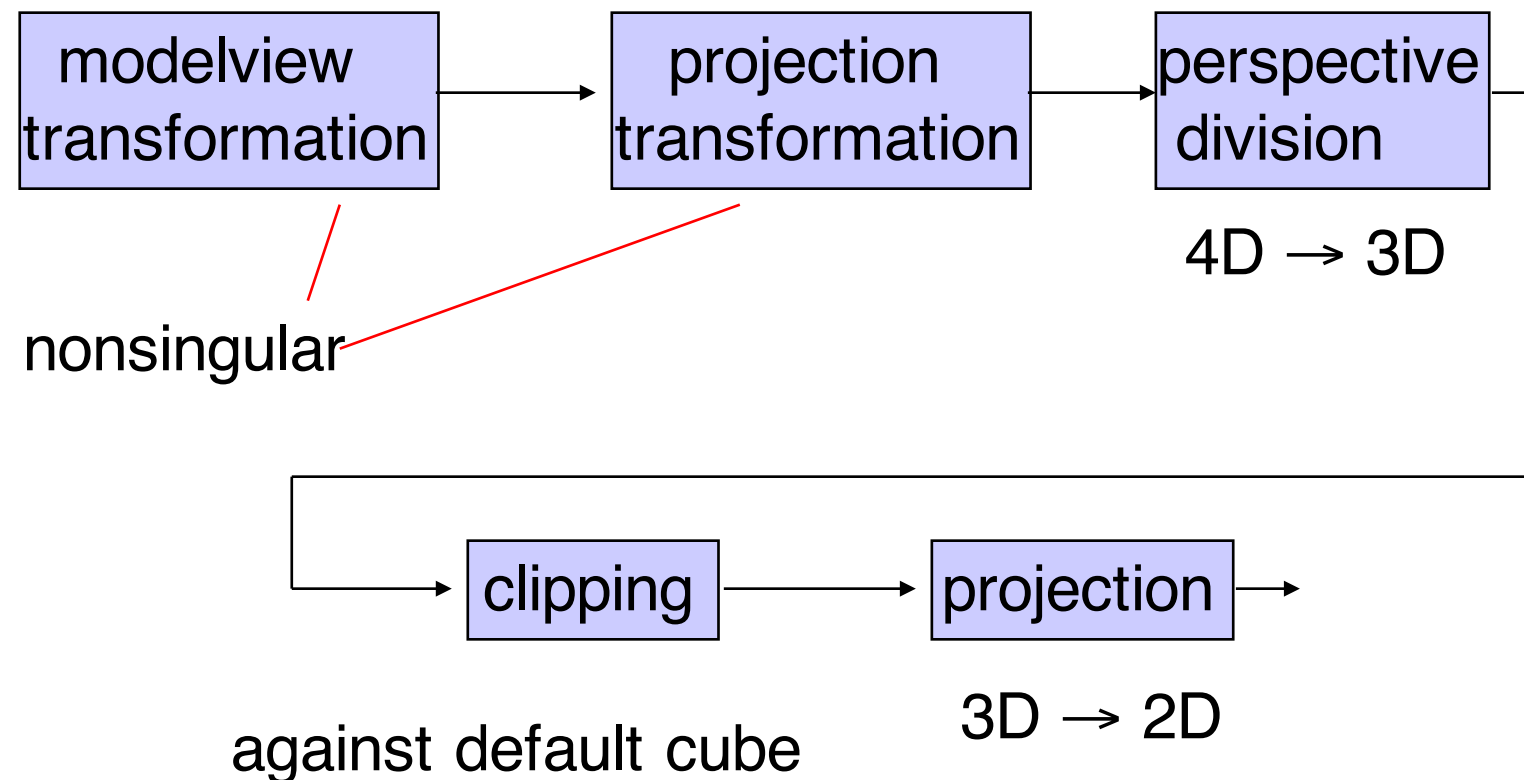 modelview
transformation
projection
transformation
perspective
division
4D → 3D
nonsingular
clipping
projection
against default cube
3D → 2D